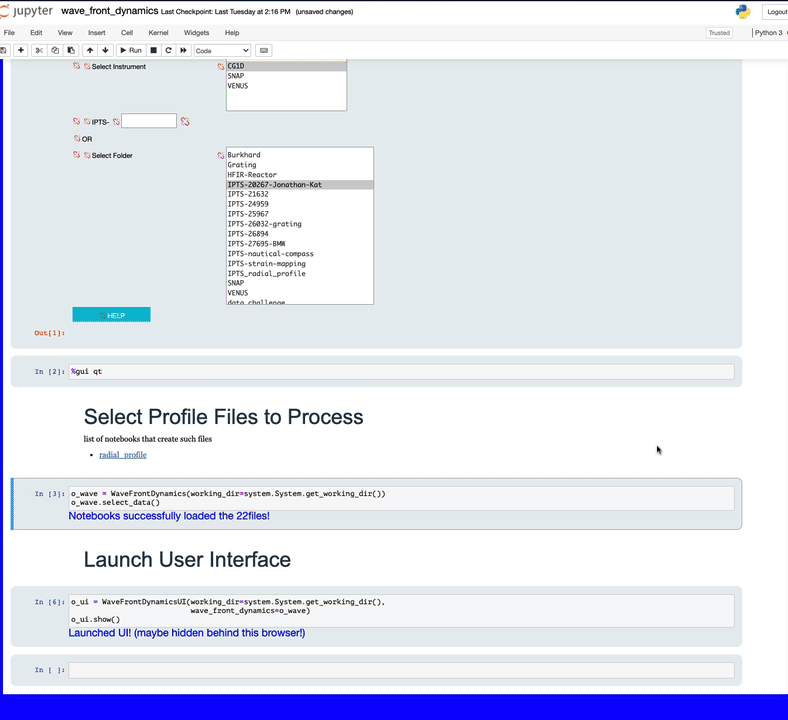 jupyter wave_front_dynamics Last Checkpoint: Last Tuesday at 2:16 PM (unsaved changes) Logout
File Edit View Insert Cell Kernel Widgets Help Trusted Python 3
Run Code
Select Instrument
CG1D
SNAP
VENUS
IPTS-
OR
Select Folder
Burkhard
Grating
HFIR-Reactor
IPTS-20267-Jonathan-Kat
IPTS-21632
IPTS-24959
IPTS-25967
IPTS-26032-grating
IPTS-26894
IPTS-27695-BMW
IPTS-nautical-compass
IPTS-strain-mapping
IPTS_radial_profile
SNAP
VENUS
data_challenge
HELP
Out[1]:
In [2]: %gui qt
Select Profile Files to Process
list of notebooks that create such files
• radial_profile
In [3]: o_wave = WaveFrontDynamics(working_dir=system.System.get_working_dir())
o_wave.select_data()
Notebooks successfully loaded the 22files!
Launch User Interface
In [6]: o_ui = WaveFrontDynamicsUI(working_dir=system.System.get_working_dir(),
wave_front_dynamics=o_wave)
o_ui.show()
Launched UI! (maybe hidden behind this browser!)
In [ ]: